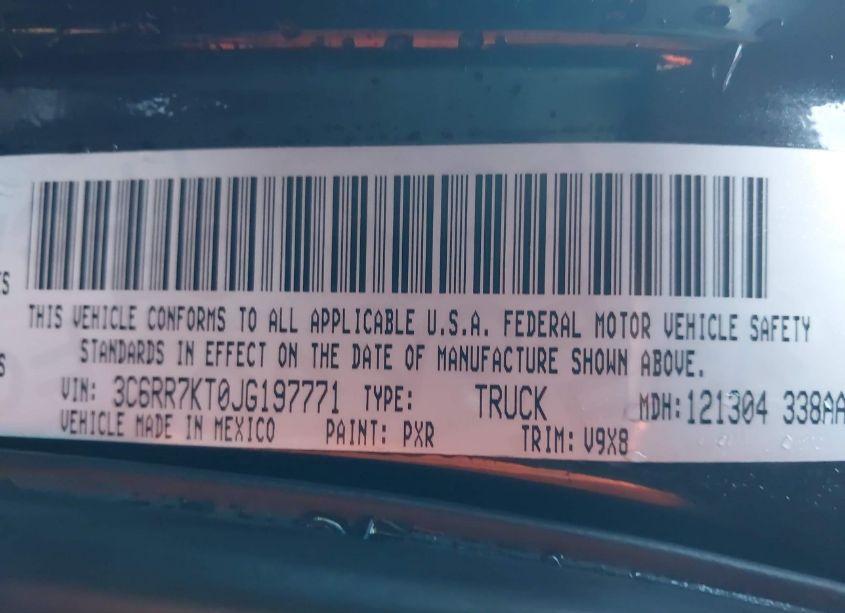 THIS VEHICLE CONFORMS TO ALL APPLICABLE U.S.A. FEDERAL MOTOR VEHICLE SAFETY
STANDARDS IN EFFECT ON THE DATE OF MANUFACTURE SHOWN ABOVE.
VIN: 3C6RR7KT0JG197771 TYPE: TRUCK MDH:121304 338AA
VEHICLE MADE IN MEXICO PAINT: PXR TRIM: V9X8